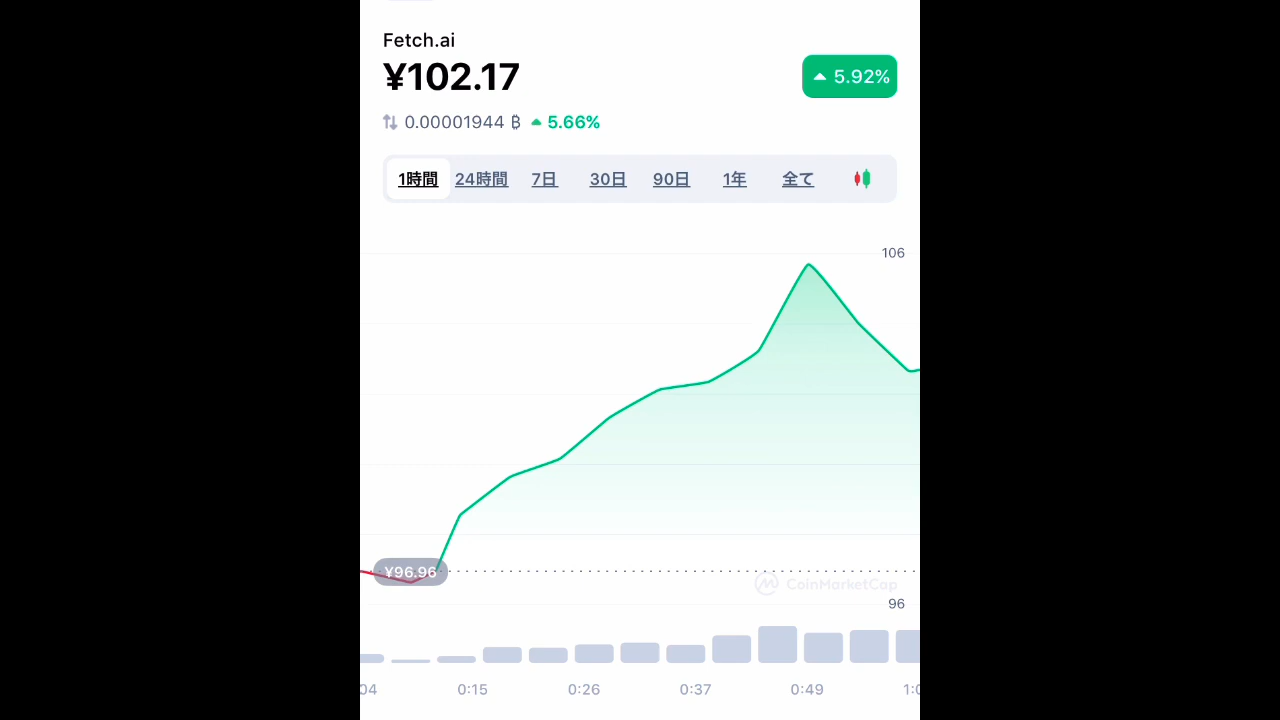 Fetch.ai
¥102.17
5.92%
0.00001944 ₿ 5.66%
1時間 24時間 7日 30日 90日 1年 全て
106
¥96.96
CoinMarketCap
96
04 0:15 0:26 0:37 0:49 1:0